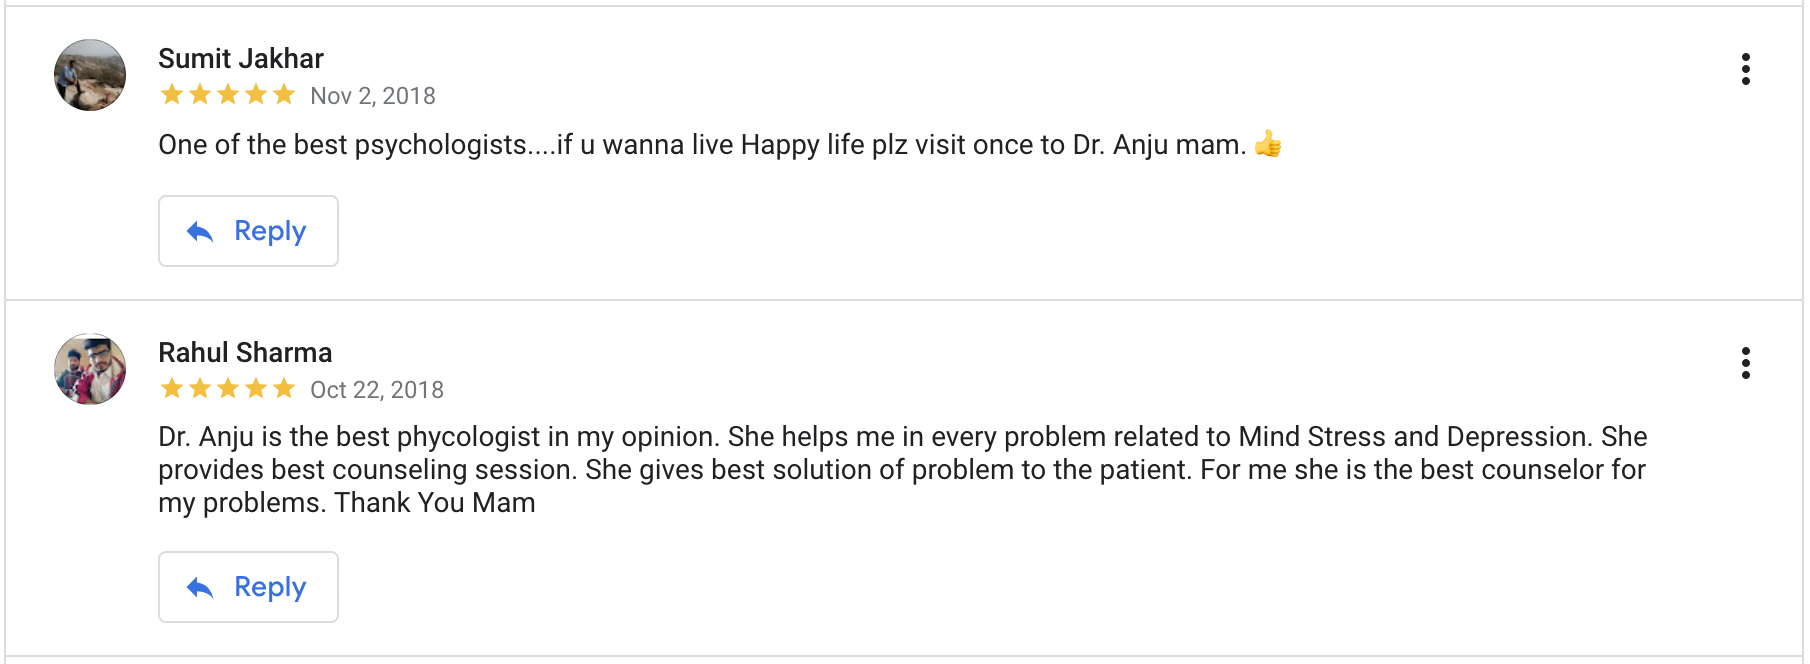 Sumit Jakhar
Nov 2, 2018
One of the best psychologists....if u wanna live Happy life plz visit once to Dr. Anju mam. 👍
Reply
Rahul Sharma
Oct 22, 2018
Dr. Anju is the best phycologist in my opinion. She helps me in every problem related to Mind Stress and Depression. She
provides best counseling session. She gives best solution of problem to the patient. For me she is the best counselor for
my problems. Thank You Mam
Reply